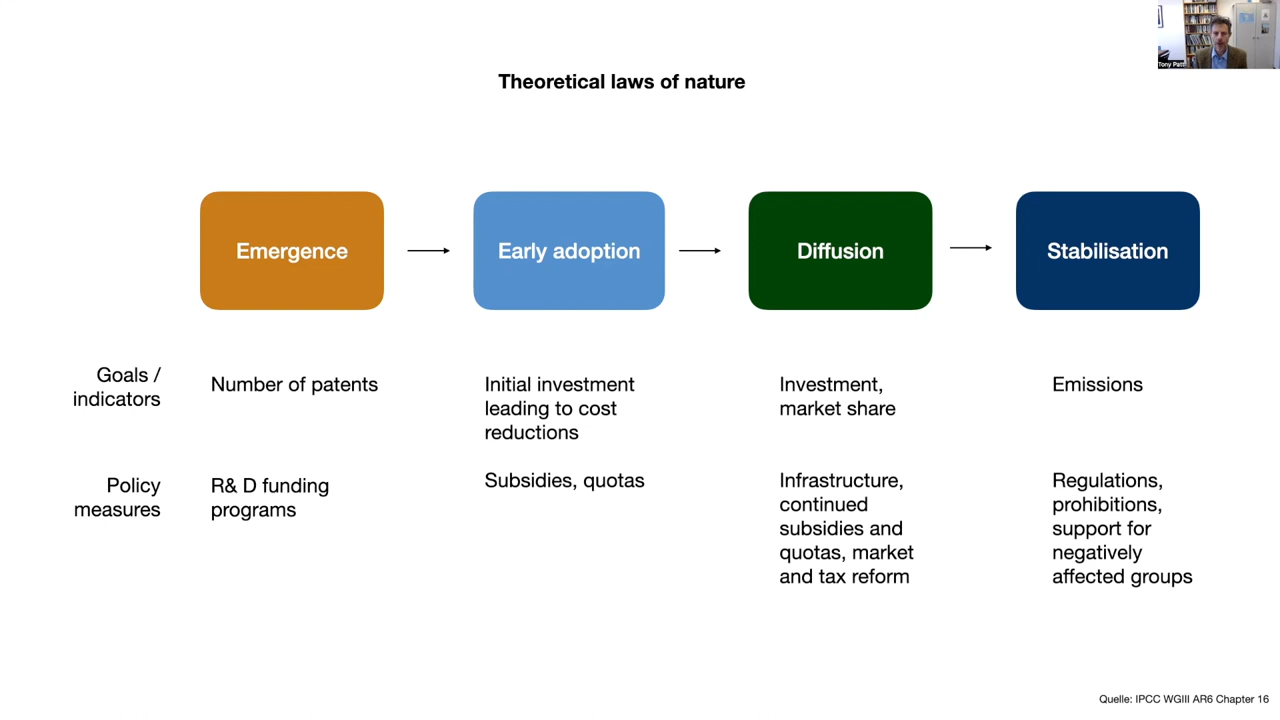 Tony Patt
Theoretical laws of nature
Emergence
Early adoption
Diffusion
Stabilisation
Goals /
indicators
Number of patents
Initial investment
leading to cost
reductions
Investment,
market share
Emissions
Policy
measures
R& D funding
programs
Subsidies, quotas
Infrastructure,
continued
subsidies and
quotas, market
and tax reform
Regulations,
prohibitions,
support for
negatively
affected groups
Quelle: IPCC WGIII AR6 Chapter 16